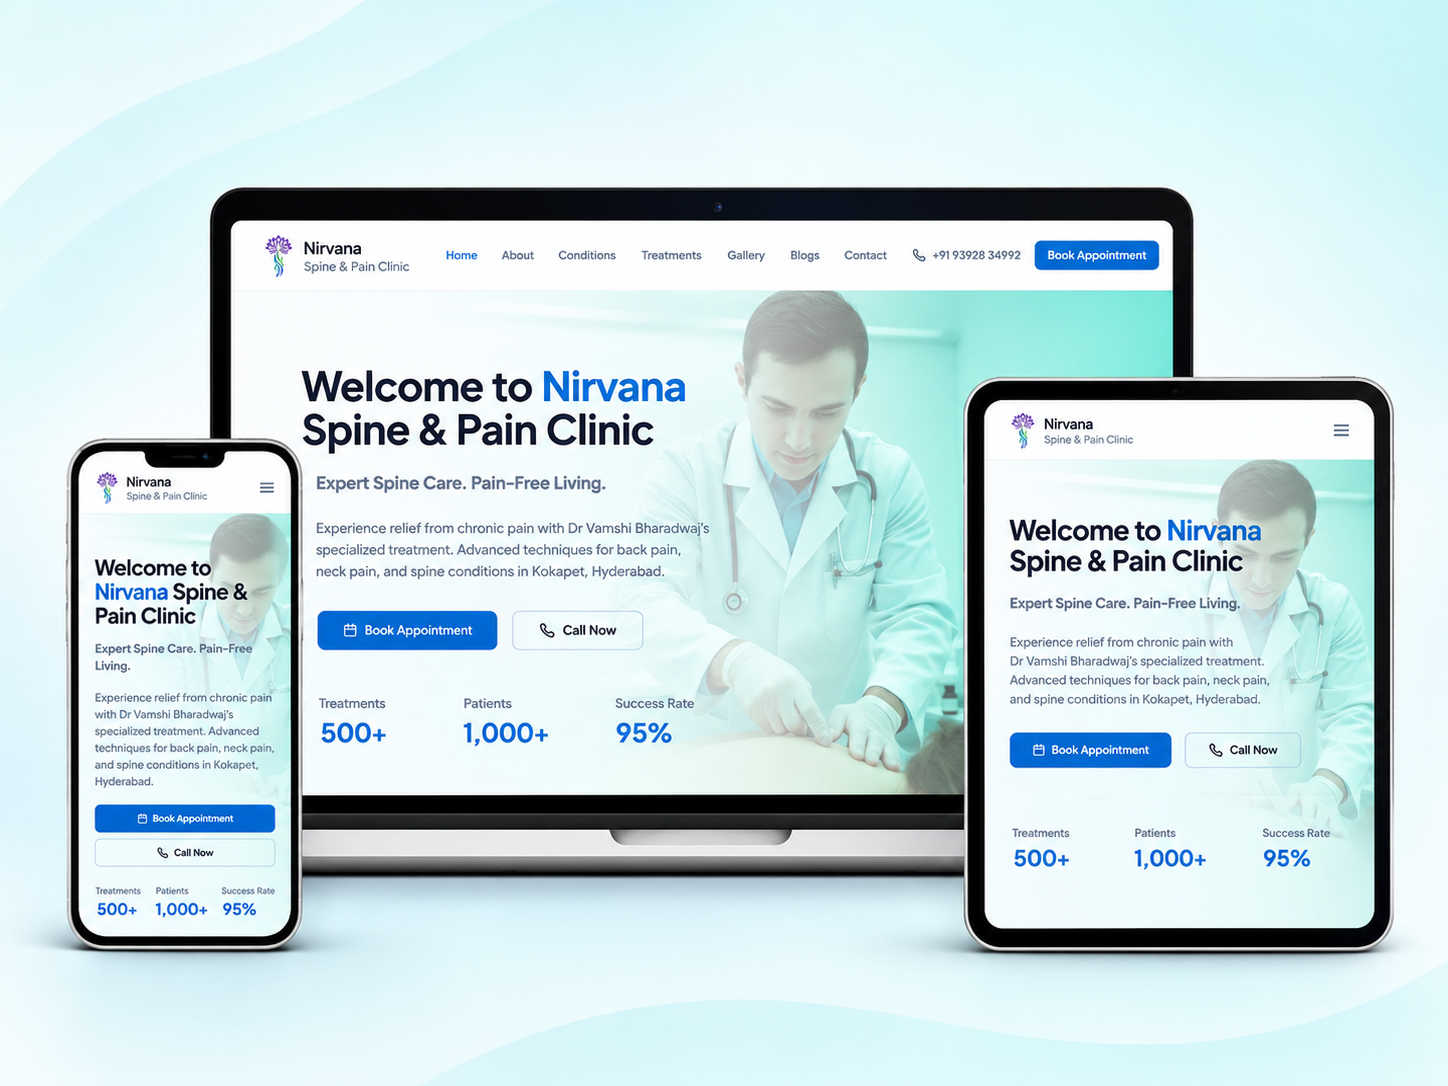 Nirvana
Spine & Pain Clinic
Home About Conditions Treatments Gallery Blogs Contact +91 93928 34992 Book Appointment
Welcome to Nirvana
Spine & Pain Clinic
Expert Spine Care. Pain-Free Living.
Experience relief from chronic pain with Dr Vamshi Bharadwaj's
specialized treatment. Advanced techniques for back pain,
neck pain, and spine conditions in Kokapet, Hyderabad.
Book Appointment Call Now
Treatments Patients Success Rate
500+ 1,000+ 95%
Nirvana
Spine & Pain Clinic
Welcome to
Nirvana Spine &
Pain Clinic
Expert Spine Care. Pain-Free
Living.
Experience relief from chronic pain
with Dr Vamshi Bharadwaj's
specialized treatment. Advanced
techniques for back pain, neck pain,
and spine conditions in Kokapet,
Hyderabad.
Book Appointment
Call Now
Treatments Patients Success Rate
500+ 1,000+ 95%
Nirvana
Spine & Pain Clinic
Welcome to Nirvana
Spine & Pain Clinic
Expert Spine Care. Pain-Free Living.
Experience relief from chronic pain with
Dr Vamshi Bharadwaj's specialized treatment.
Advanced techniques for back pain, neck pain,
and spine conditions in Kokapet, Hyderabad.
Book Appointment Call Now
Treatments Patients Success Rate
500+ 1,000+ 95%